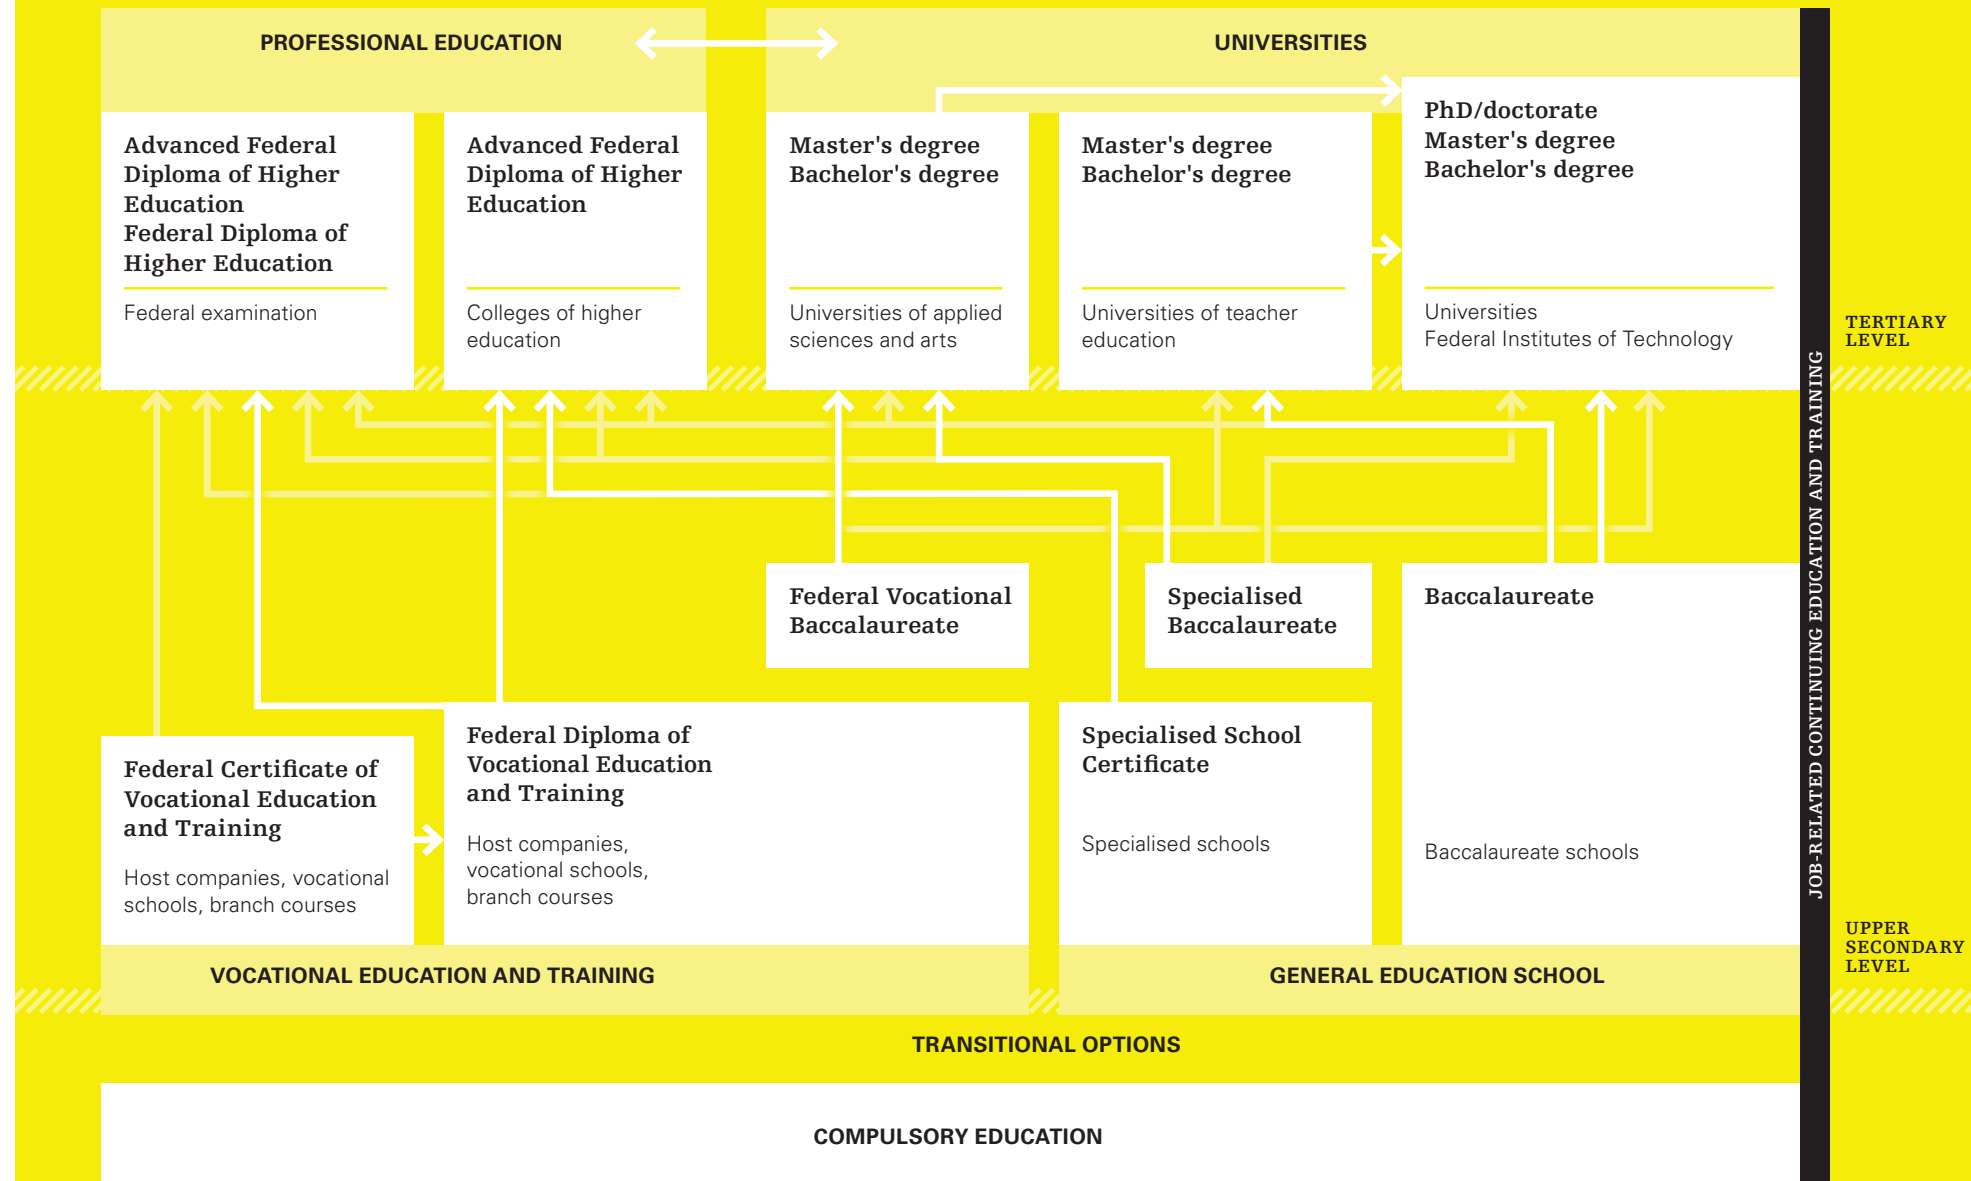 PROFESSIONAL EDUCATION
UNIVERSITIES
Advanced Federal
Diploma of Higher
Education
Federal Diploma of
Higher Education
Federal examination
Advanced Federal
Diploma of Higher
Education
Colleges of higher
education
Master's degree
Bachelor's degree
Universities of applied
sciences and arts
Master's degree
Bachelor's degree
Universities of teacher
education
PhD/doctorate
Master's degree
Bachelor's degree
Universities
Federal Institutes of Technology
TERTIARY
LEVEL
JOB-RELATED CONTINUING EDUCATION AND TRAINING
Federal Vocational
Baccalaureate
Specialised
Baccalaureate
Baccalaureate
Baccalaureate schools
Federal Certificate of
Vocational Education
and Training
Host companies, vocational
schools, branch courses
Federal Diploma of
Vocational Education
and Training
Host companies,
vocational schools,
branch courses
Specialised School
Certificate
Specialised schools
UPPER
SECONDARY
LEVEL
VOCATIONAL EDUCATION AND TRAINING
GENERAL EDUCATION SCHOOL
TRANSITIONAL OPTIONS
COMPULSORY EDUCATION